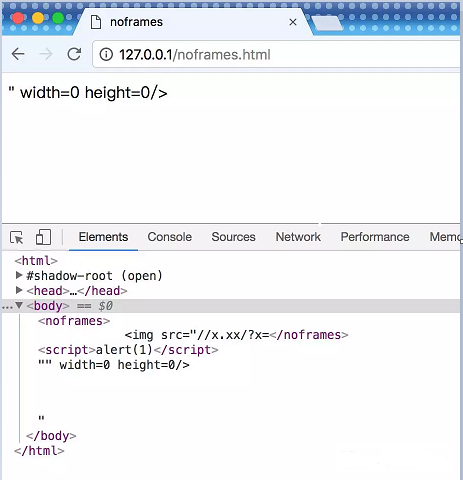 noframes
127.0.0.1/noframes.html
" width=0 height=0/>
Elements Console Sources Network Performance Memo
<html>
#shadow-root (open)
<head>…</head>
<body> == $0
<noframes>
<img src="//x.xx/?x=</noframes>
<script>alert(1)</script>
"" width=0 height=0/>
"
</body>
</html>